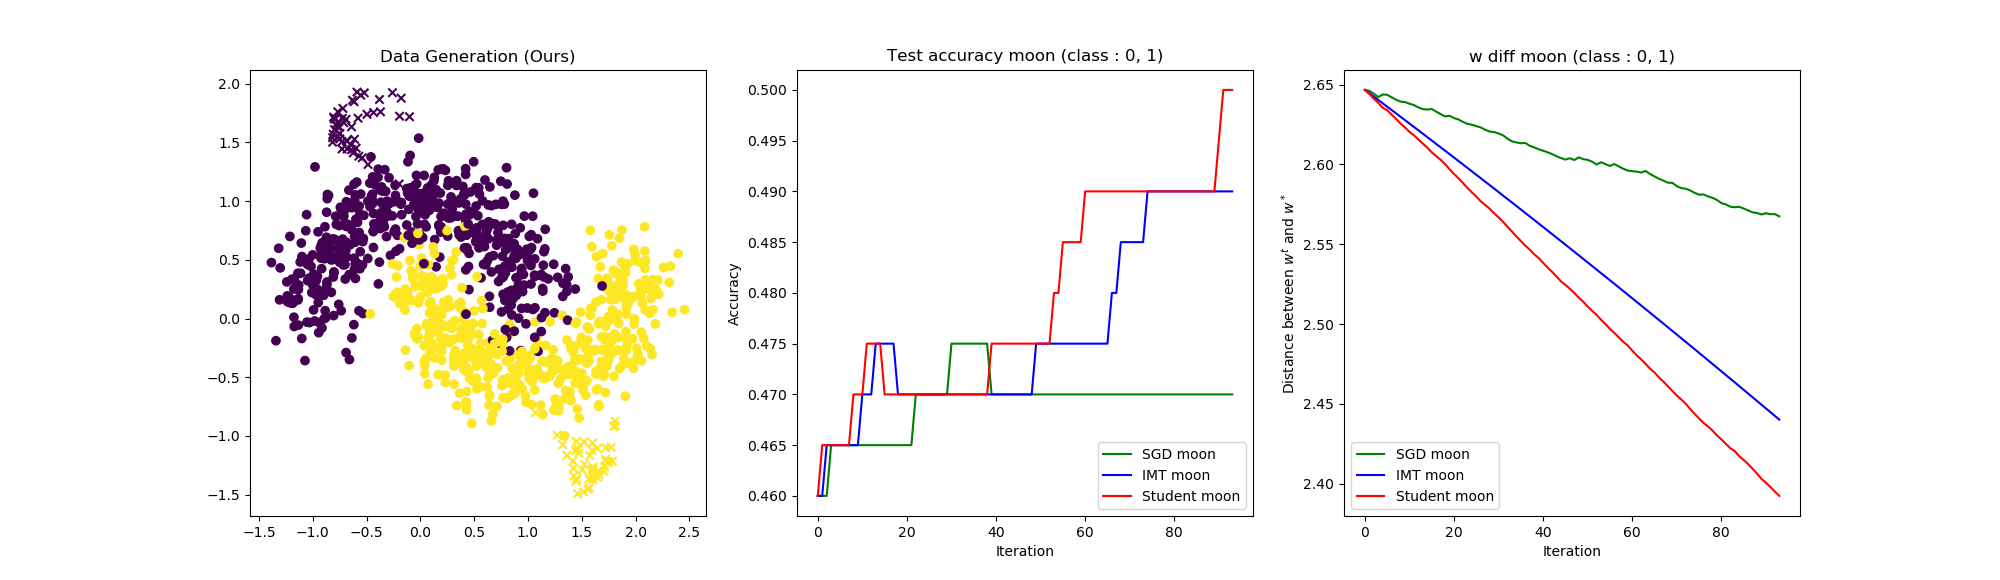 Data Generation (Ours)
2.0
1.5
1.0
0.5
0.0
−0.5
−1.0
−1.5
−1.5 −1.0 −0.5 0.0 0.5 1.0 1.5 2.0 2.5
Test accuracy moon (class : 0, 1)
Accuracy
0.500
0.495
0.490
0.485
0.480
0.475
0.470
0.465
0.460
SGD moon
IMT moon
Student moon
0 20 40 60 80
Iteration
w diff moon (class : 0, 1)
Distance between w^t and w^*
2.65
2.60
2.55
2.50
2.45
2.40
SGD moon
IMT moon
Student moon
0 20 40 60 80
Iteration